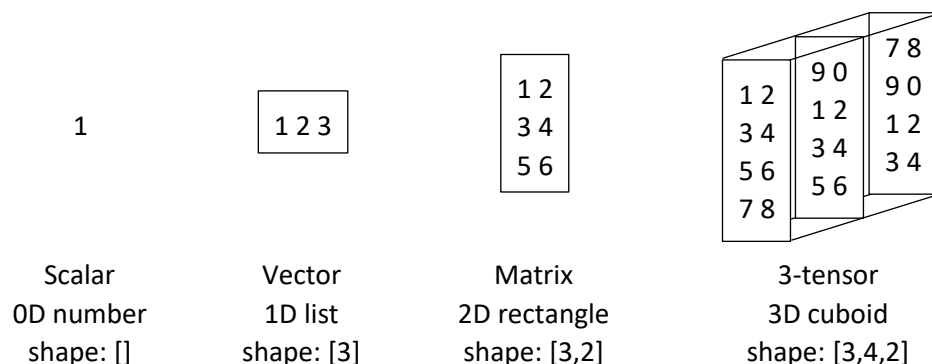 1
1 2 3
1 2
3 4
5 6
1 2
3 4
5 6
7 8
9 0
1 2
3 4
5 6
7 8
9 0
1 2
3 4
Scalar
0D number
shape: []
Vector
1D list
shape: [3]
Matrix
2D rectangle
shape: [3,2]
3-tensor
3D cuboid
shape: [3,4,2]